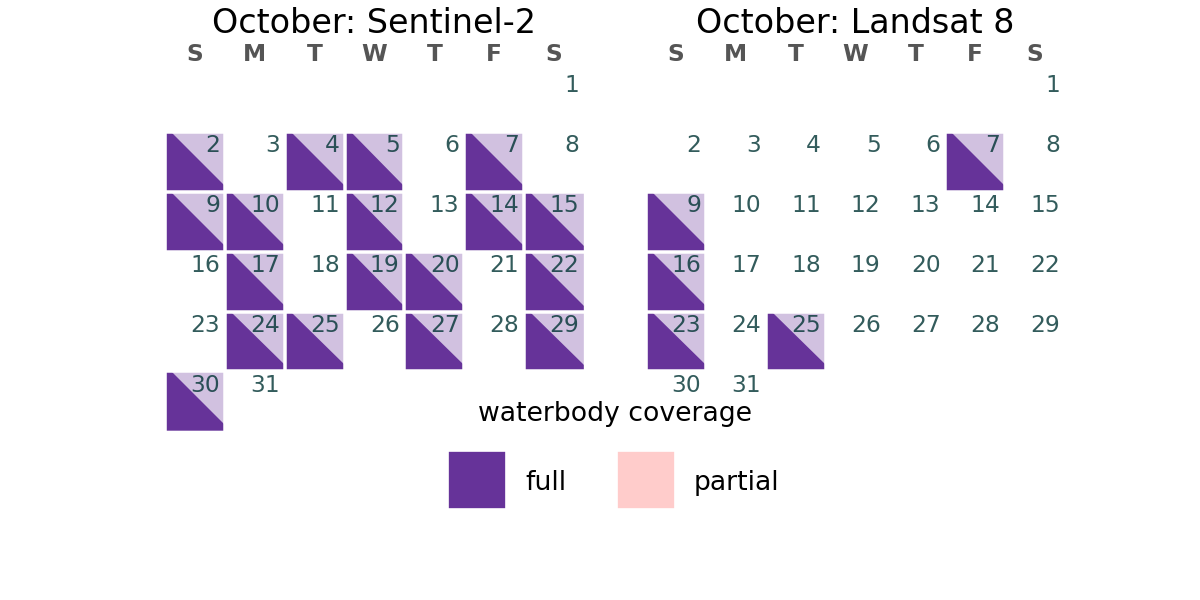 October: Sentinel-2
S M T W T F S
1
2 3 4 5 6 7 8
9 10 11 12 13 14 15
16 17 18 19 20 21 22
23 24 25 26 27 28 29
30 31
October: Landsat 8
S M T W T F S
1
2 3 4 5 6 7 8
9 10 11 12 13 14 15
16 17 18 19 20 21 22
23 24 25 26 27 28 29
30 31
waterbody coverage
full partial